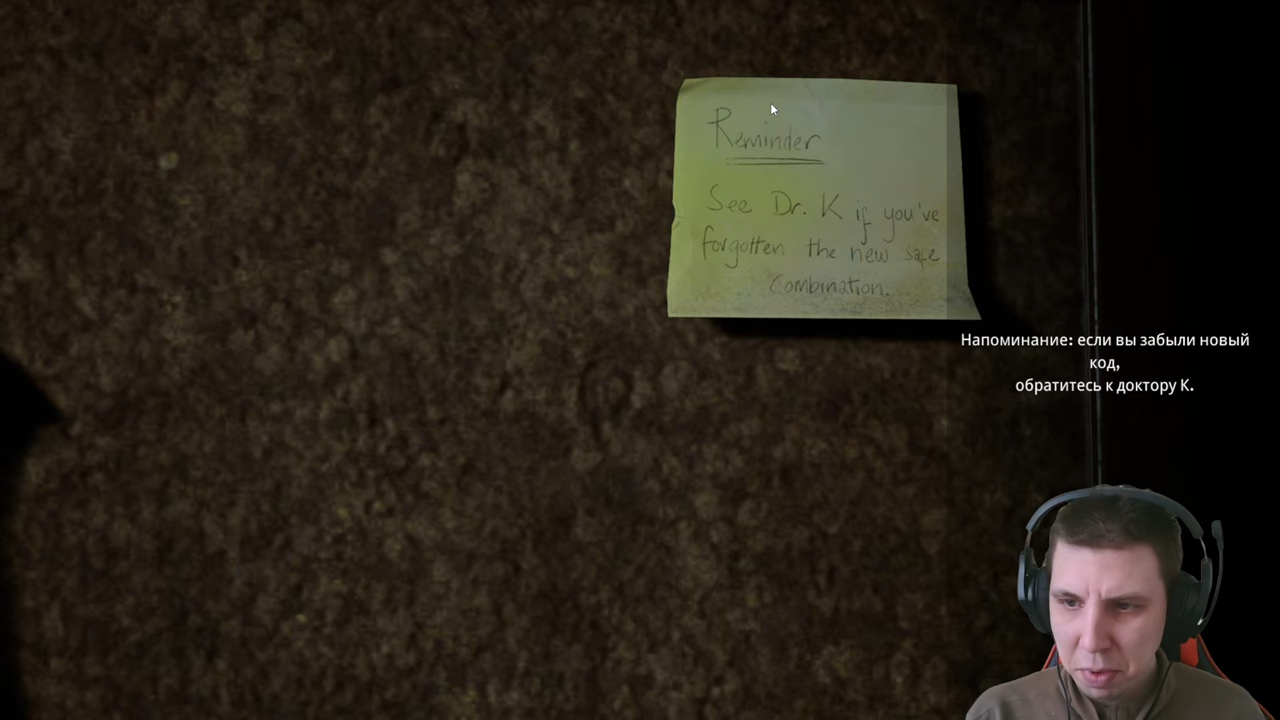 Reminder
See Dr. K if you've
forgotten the new safe
combination.
Напоминание: если вы забыли новый
код,
обратитесь к доктору К.